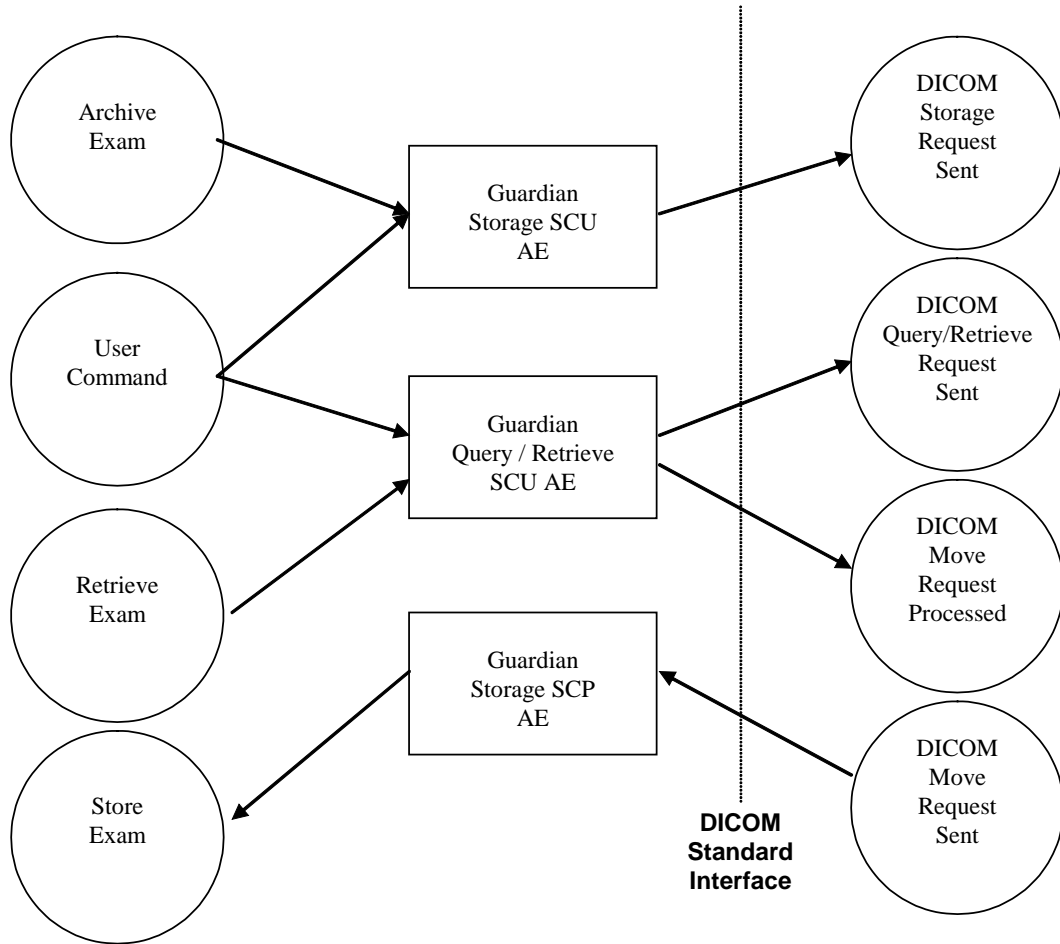 Archive
Exam
User
Command
Retrieve
Exam
Store
Exam
Guardian
Storage SCU
AE
Guardian
Query / Retrieve
SCU AE
Guardian
Storage SCP
AE
DICOM
Standard
Interface
DICOM
Storage
Request
Sent
DICOM
Query/Retrieve
Request
Sent
DICOM
Move
Request
Processed
DICOM
Move
Request
Sent